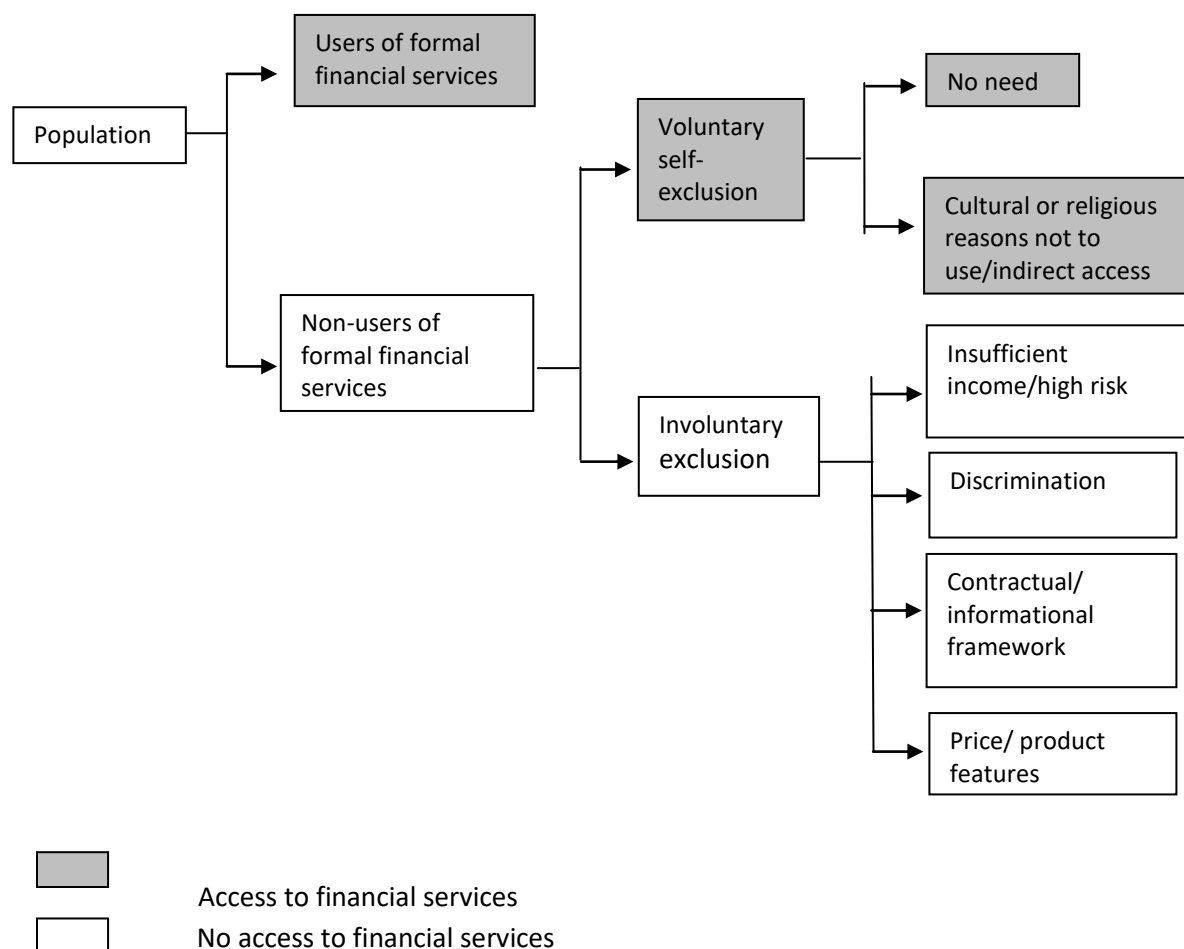 Population
Users of formal
financial services
Non-users of
formal financial
services
Voluntary
self-
exclusion
Involuntary
exclusion
No need
Cultural or religious
reasons not to
use/indirect access
Insufficient
income/high risk
Discrimination
Contractual/
informational
framework
Price/ product
features
Access to financial services
No access to financial services